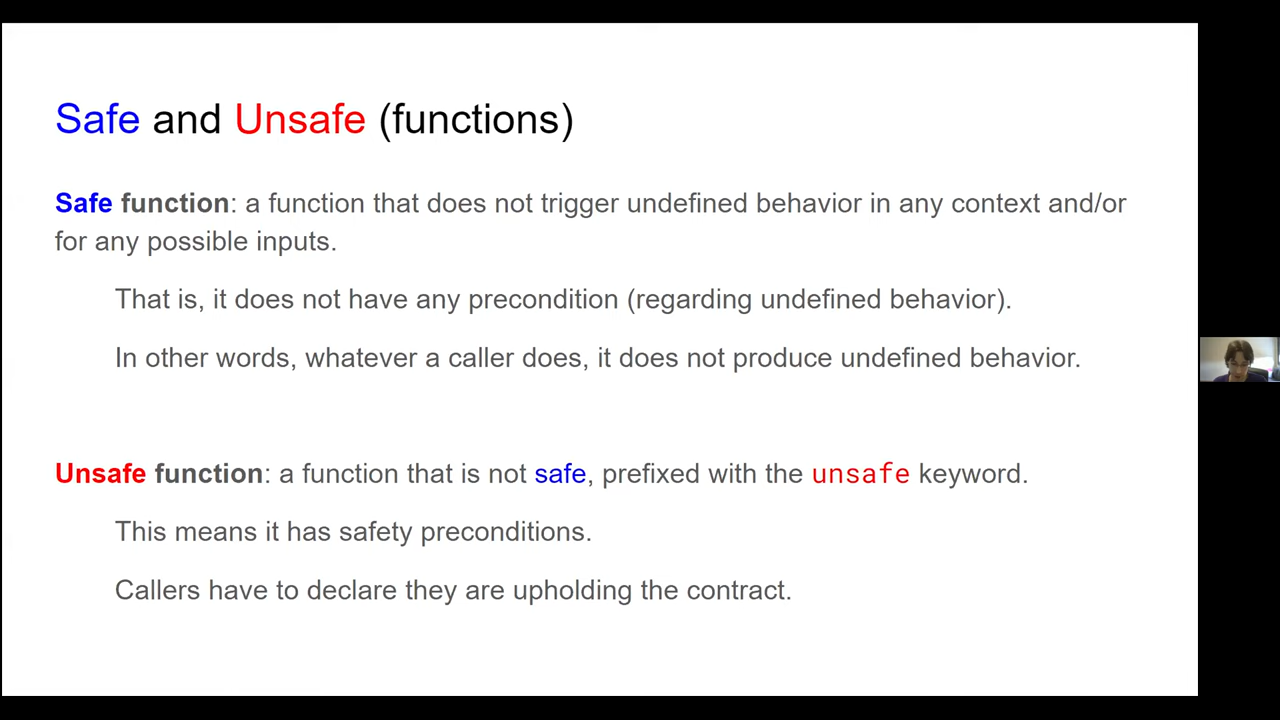 Safe and Unsafe (functions)
Safe function: a function that does not trigger undefined behavior in any context and/or
for any possible inputs.
That is, it does not have any precondition (regarding undefined behavior).
In other words, whatever a caller does, it does not produce undefined behavior.
Unsafe function: a function that is not safe, prefixed with the unsafe keyword.
This means it has safety preconditions.
Callers have to declare they are upholding the contract.